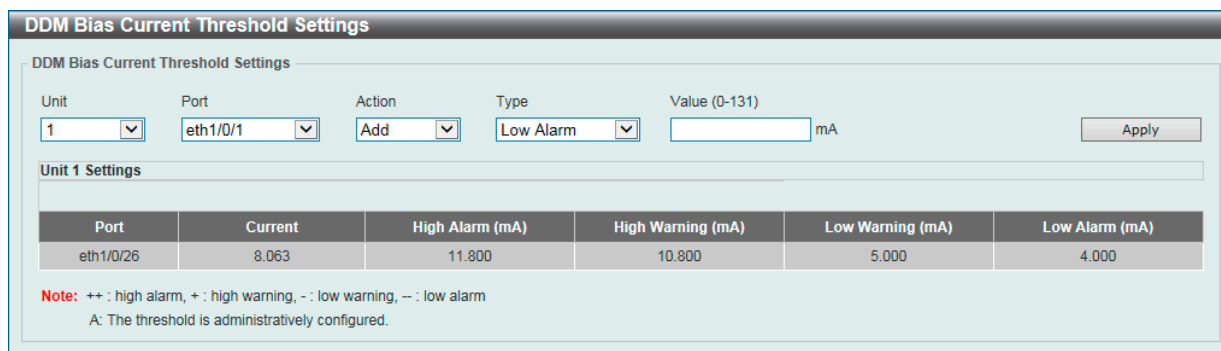 DDM Bias Current Threshold Settings
DDM Bias Current Threshold Settings
Unit Port Action Type Value (0-131)
1 eth1/0/1 Add Low Alarm mA Apply
Unit 1 Settings
Port Current High Alarm (mA) High Warning (mA) Low Warning (mA) Low Alarm (mA)
eth1/0/26 8.063 11.800 10.800 5.000 4.000
Note: ++ : high alarm, + : high warning, - : low warning, -- : low alarm
A: The threshold is administratively configured.